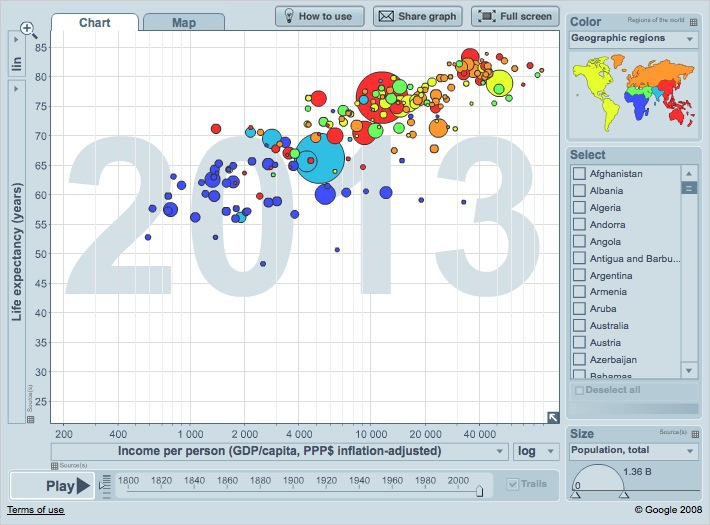 Chart
Map
How to use
Share graph
Full screen
Color
Regions of the world
Geographic regions
lin
Life expectancy (years)
Source(s)
85
80
75
70
65
60
55
50
45
40
35
30
25
2013
Select
Afghanistan
Albania
Algeria
Andorra
Angola
Antigua and Barbu...
Argentina
Armenia
Aruba
Australia
Austria
Azerbaijan
Bahamas
Deselect all
200
400
1 000
2 000
4 000
10 000
20 000
40 000
Income per person (GDP/capita, PPP$ inflation-adjusted)
log
Source(s)
Size
Source(s)
Population, total
1.36 B
0
Play
1800
1820
1840
1860
1880
1900
1920
1940
1960
1980
2000
Trails
Terms of use
© Google 2008